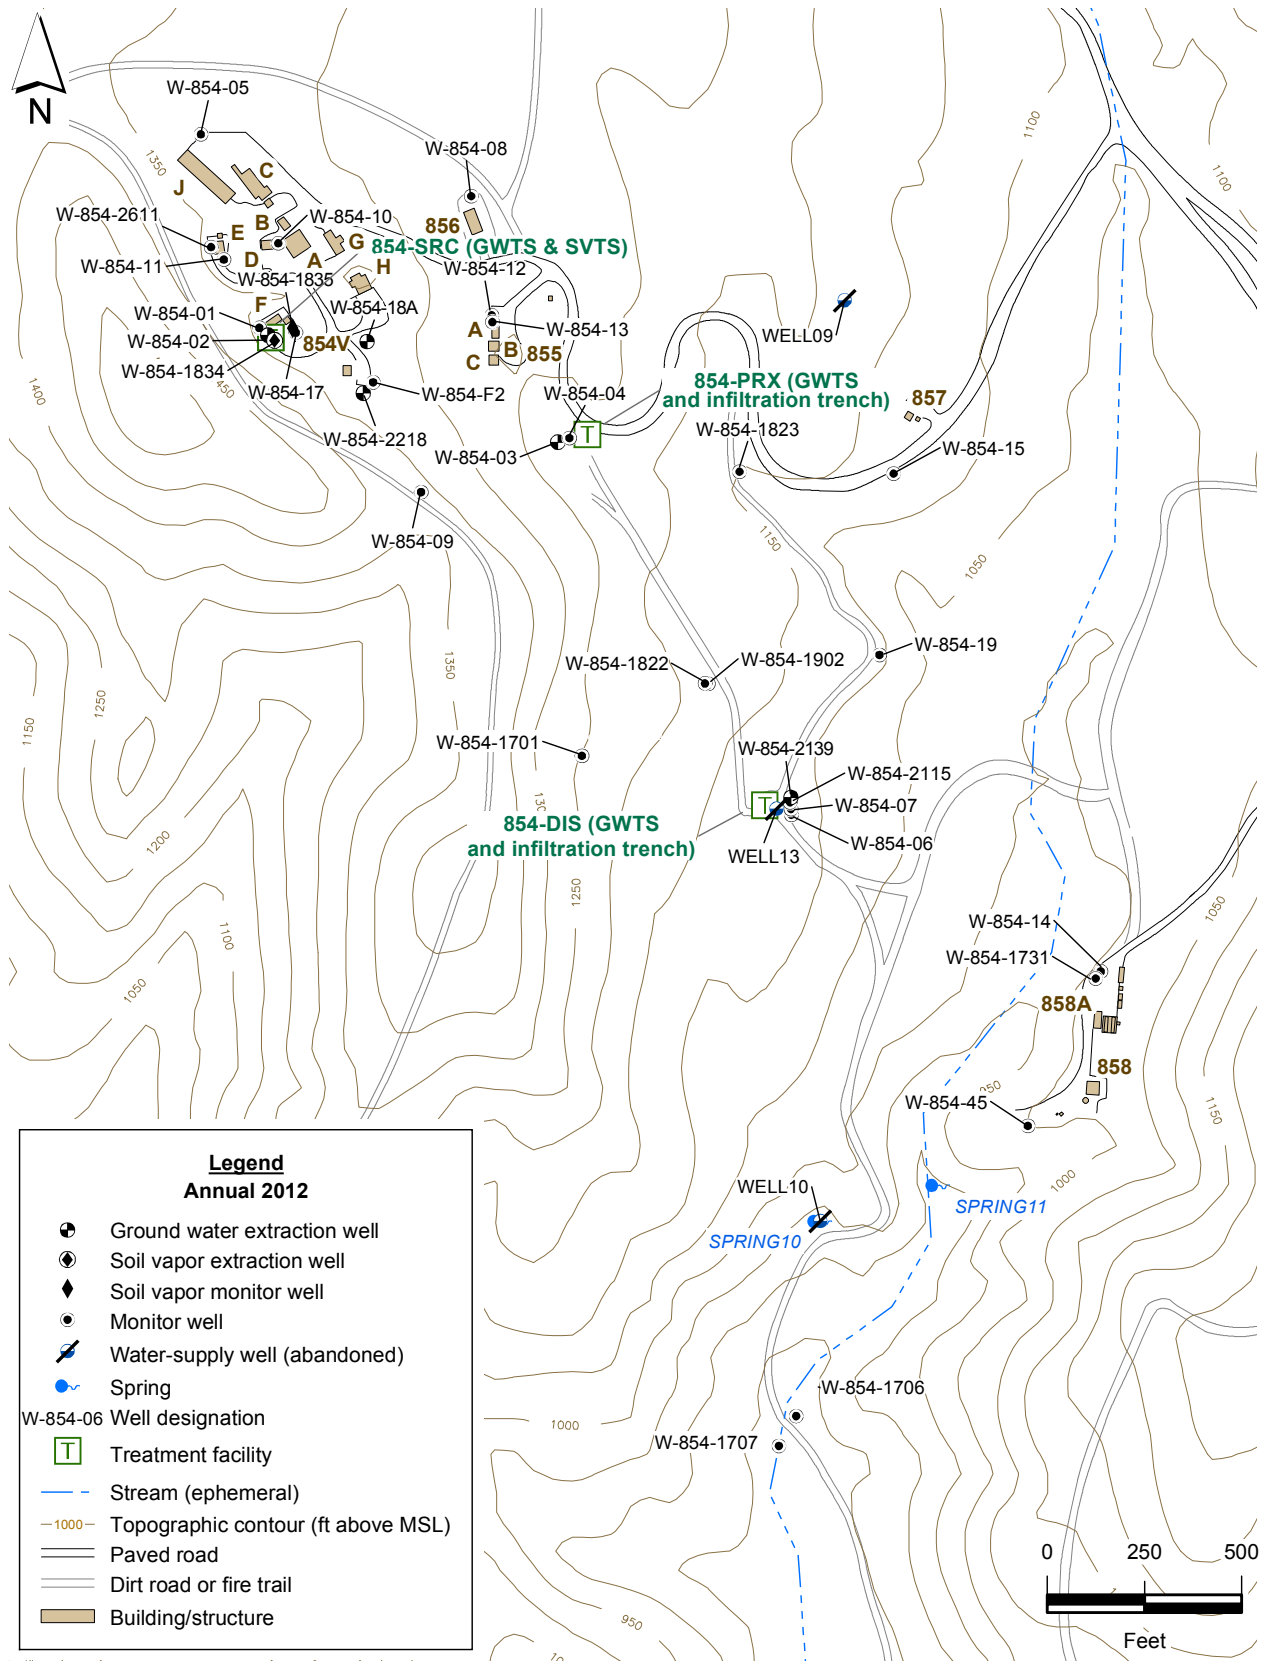 N
W-854-05
1350
J
C
W-854-08
1100
1100
W-854-2611
E
B
W-854-10
856
G
854-SRC (GWTS & SVTS)
W-854-11
D
A
W-854-12
H
W-854-1835
F
W-854-01
W-854-18A
W-854-13
WELL09
W-854-02
854V
A
B
855
C
W-854-1834
W-854-17
W-854-F2
W-854-04
854-PRX (GWTS
and infiltration trench)
857
1400
450
W-854-2218
W-854-03
T
W-854-1823
W-854-15
W-854-09
1150
1050
W-854-19
1350
W-854-1822
W-854-1902
1250
1150
W-854-1701
W-854-2139
W-854-2115
T
W-854-07
130
854-DIS (GWTS
and infiltration trench)
W-854-06
WELL13
1200
1250
1100
1050
1050
W-854-14
W-854-1731
858A
858
950
W-854-45
1150
1000
Legend
Annual 2012
Ground water extraction well
Soil vapor extraction well
Soil vapor monitor well
Monitor well
Water-supply well (abandoned)
Spring
W-854-06 Well designation
T Treatment facility
Stream (ephemeral)
1000 Topographic contour (ft above MSL)
Paved road
Dirt road or fire trail
Building/structure
WELL10
SPRING10
SPRING11
W-854-1706
1000
W-854-1707
950
0 250 500
Feet